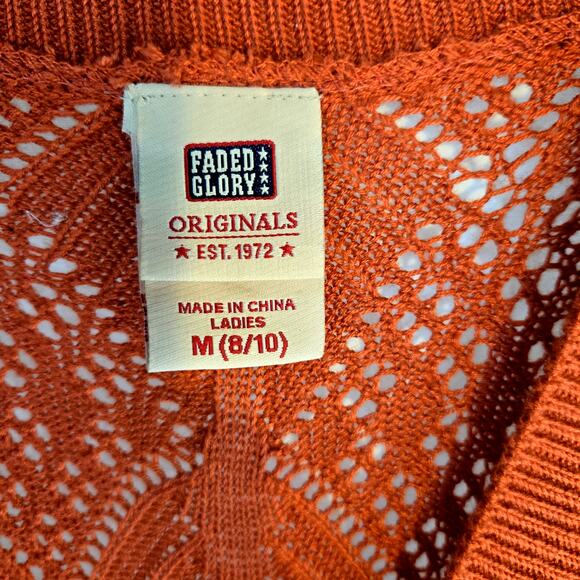 FADED
GLORY
ORIGINALS
★ EST. 1972 ★
MADE IN CHINA
LADIES
M (8/10)